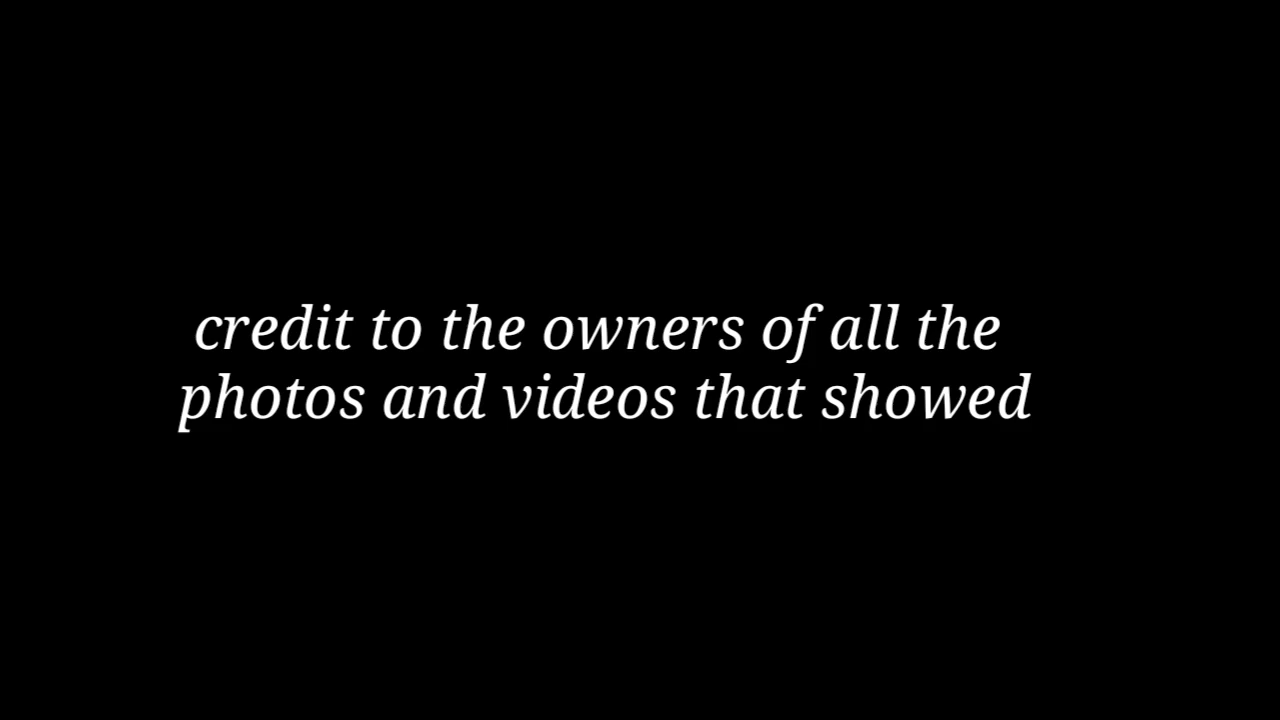 credit to the owners of all the
photos and videos that showed